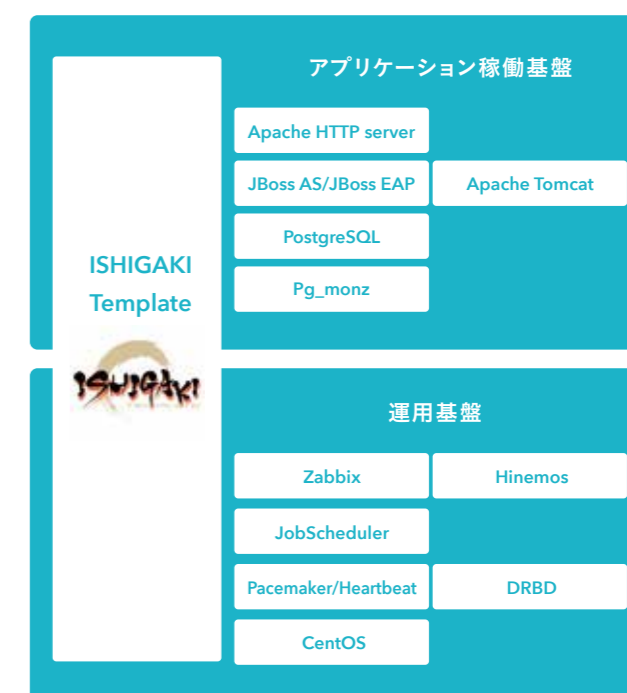 アプリケーション稼働基盤
Apache HTTP server
JBoss AS/JBoss EAP
Apache Tomcat
PostgreSQL
Pg_monz
ISHIGAKI
Template
ISHIGAKI
運用基盤
Zabbix
Hinemos
JobScheduler
Pacemaker/Heartbeat
DRBD
CentOS